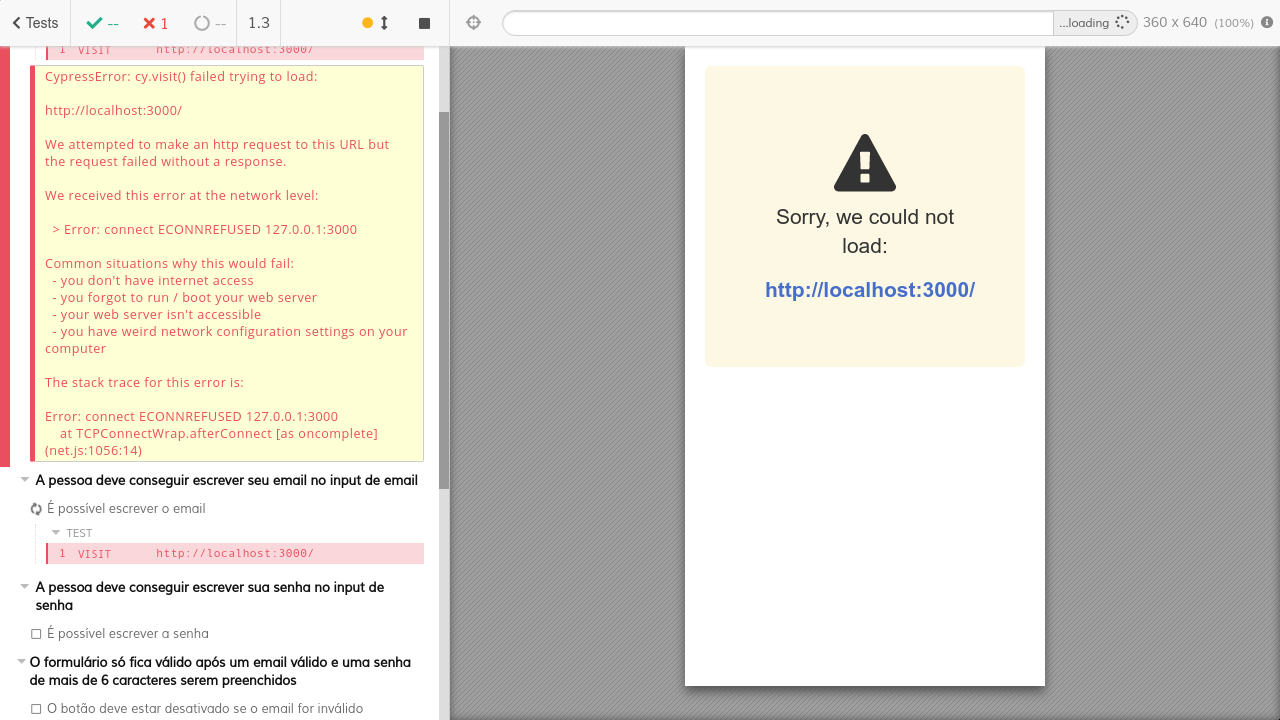 Tests
--
1
--
1.3
...loading
360 x 640 (100%)
1 VISIT http://localhost:3000/
CypressError: cy.visit() failed trying to load:
http://localhost:3000/
We attempted to make an http request to this URL but
the request failed without a response.
We received this error at the network level:
> Error: connect ECONNREFUSED 127.0.0.1:3000
Common situations why this would fail:
- you don't have internet access
- you forgot to run / boot your web server
- your web server isn't accessible
- you have weird network configuration settings on your
computer
The stack trace for this error is:
Error: connect ECONNREFUSED 127.0.0.1:3000
at TCPConnectWrap.afterConnect [as oncomplete]
(net.js:1056:14)
A pessoa deve conseguir escrever seu email no input de email
É possível escrever o email
TEST
1 VISIT http://localhost:3000/
A pessoa deve conseguir escrever sua senha no input de
senha
É possível escrever a senha
O formulário só fica válido após um email válido e uma senha
de mais de 6 caracteres serem preenchidos
O botão deve estar desativado se o email for inválido
Sorry, we could not
load:
http://localhost:3000/